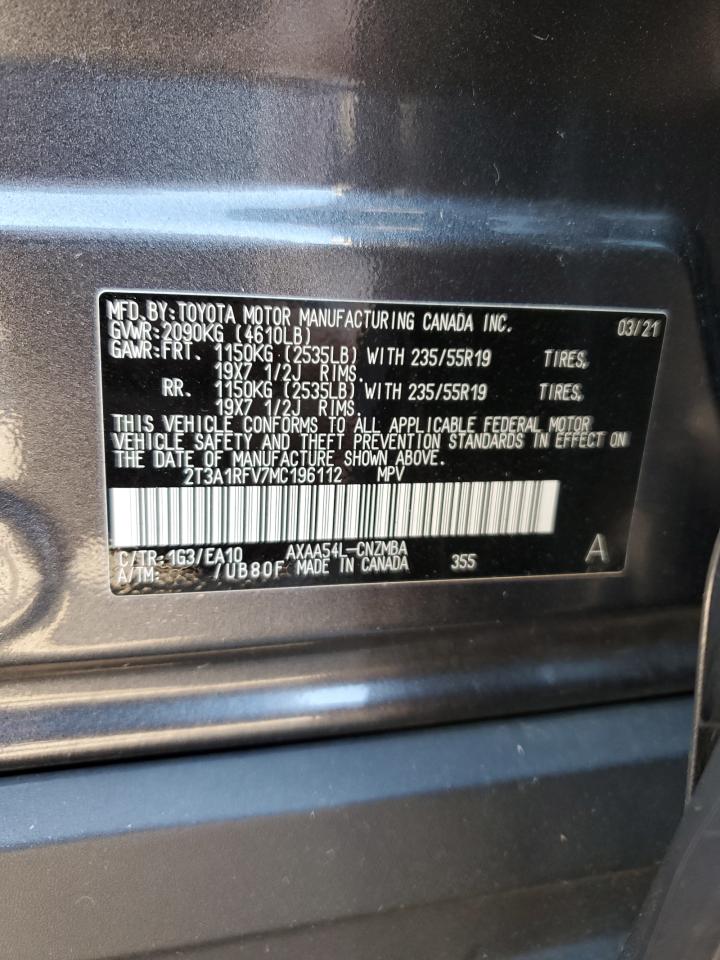 MFD.BY:TOYOTA MOTOR MANUFACTURING CANADA INC. 03/21
GVWR:2090KG (4610LB)
GAWR:FRT. 1150KG (2535LB) WITH 235/55R19 TIRES,
19X7 1/2J RIMS.
RR. 1150KG (2535LB) WITH 235/55R19 TIRES,
19X7 1/2J RIMS.
THIS VEHICLE CONFORMS TO ALL APPLICABLE FEDERAL MOTOR
VEHICLE SAFETY AND THEFT PREVENTION STANDARDS IN EFFECT ON
THE DATE OF MANUFACTURE SHOWN ABOVE.
2T3A1RFV7MC196112 MPV
C/TR:1G3/EA10 AXAA54L-CNZMBA A
A/TM: /UB80F MADE IN CANADA 355